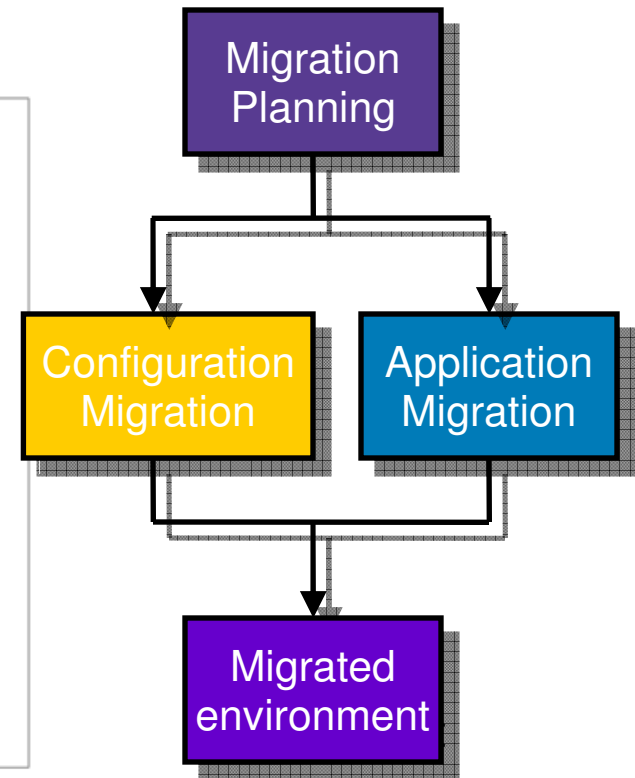 Migration
Planning
Configuration
Migration
Application
Migration
Migrated
environment